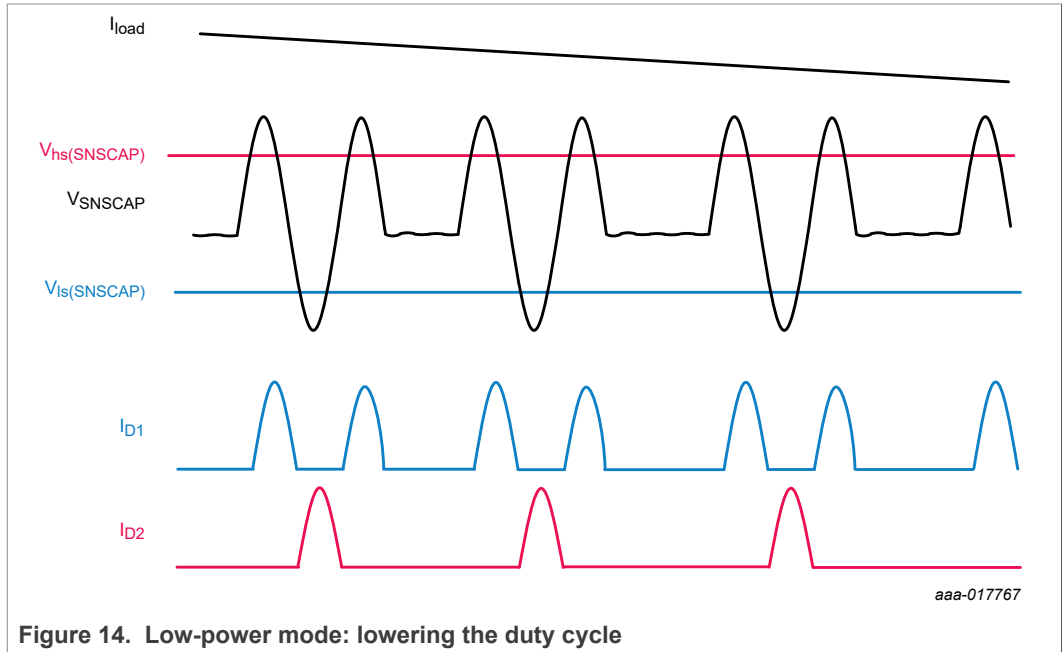 Iload
Vhs(SNSCAP)
VSNSCAP
Vls(SNSCAP)
ID1
ID2
aaa-017767
Figure 14. Low-power mode: lowering the duty cycle